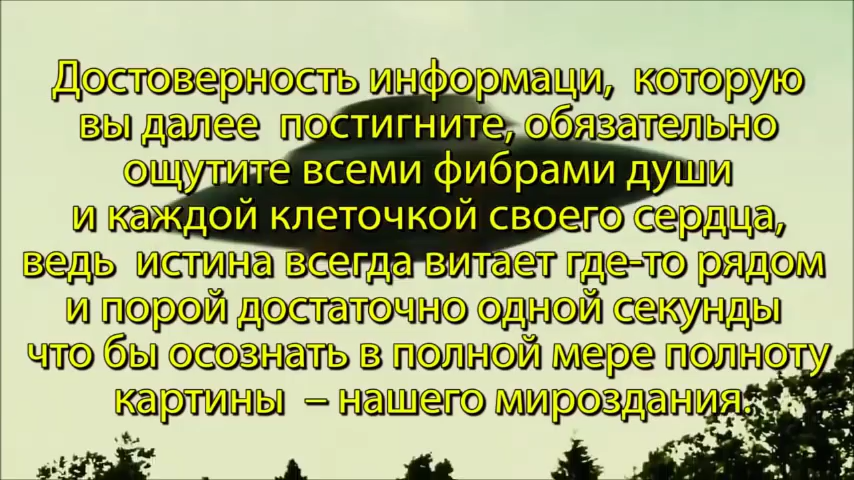 Достоверность информаци, которую
вы далее постигните, обязательно
ощутите всеми фибрами души
и каждой клеточкой своего сердца,
ведь истина всегда витает где-то рядом
и порой достаточно одной секунды
что бы осознать в полной мере полноту
картины – нашего мироздания.